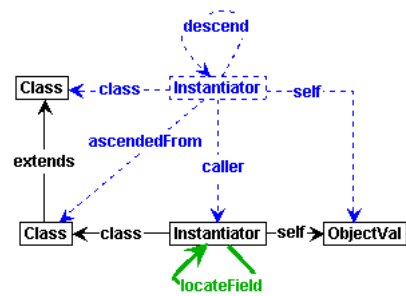 descend
Class
class
Instantiator
self
ascendedFrom
extends
caller
Class
class
Instantiator
self
ObjectVal
locateField